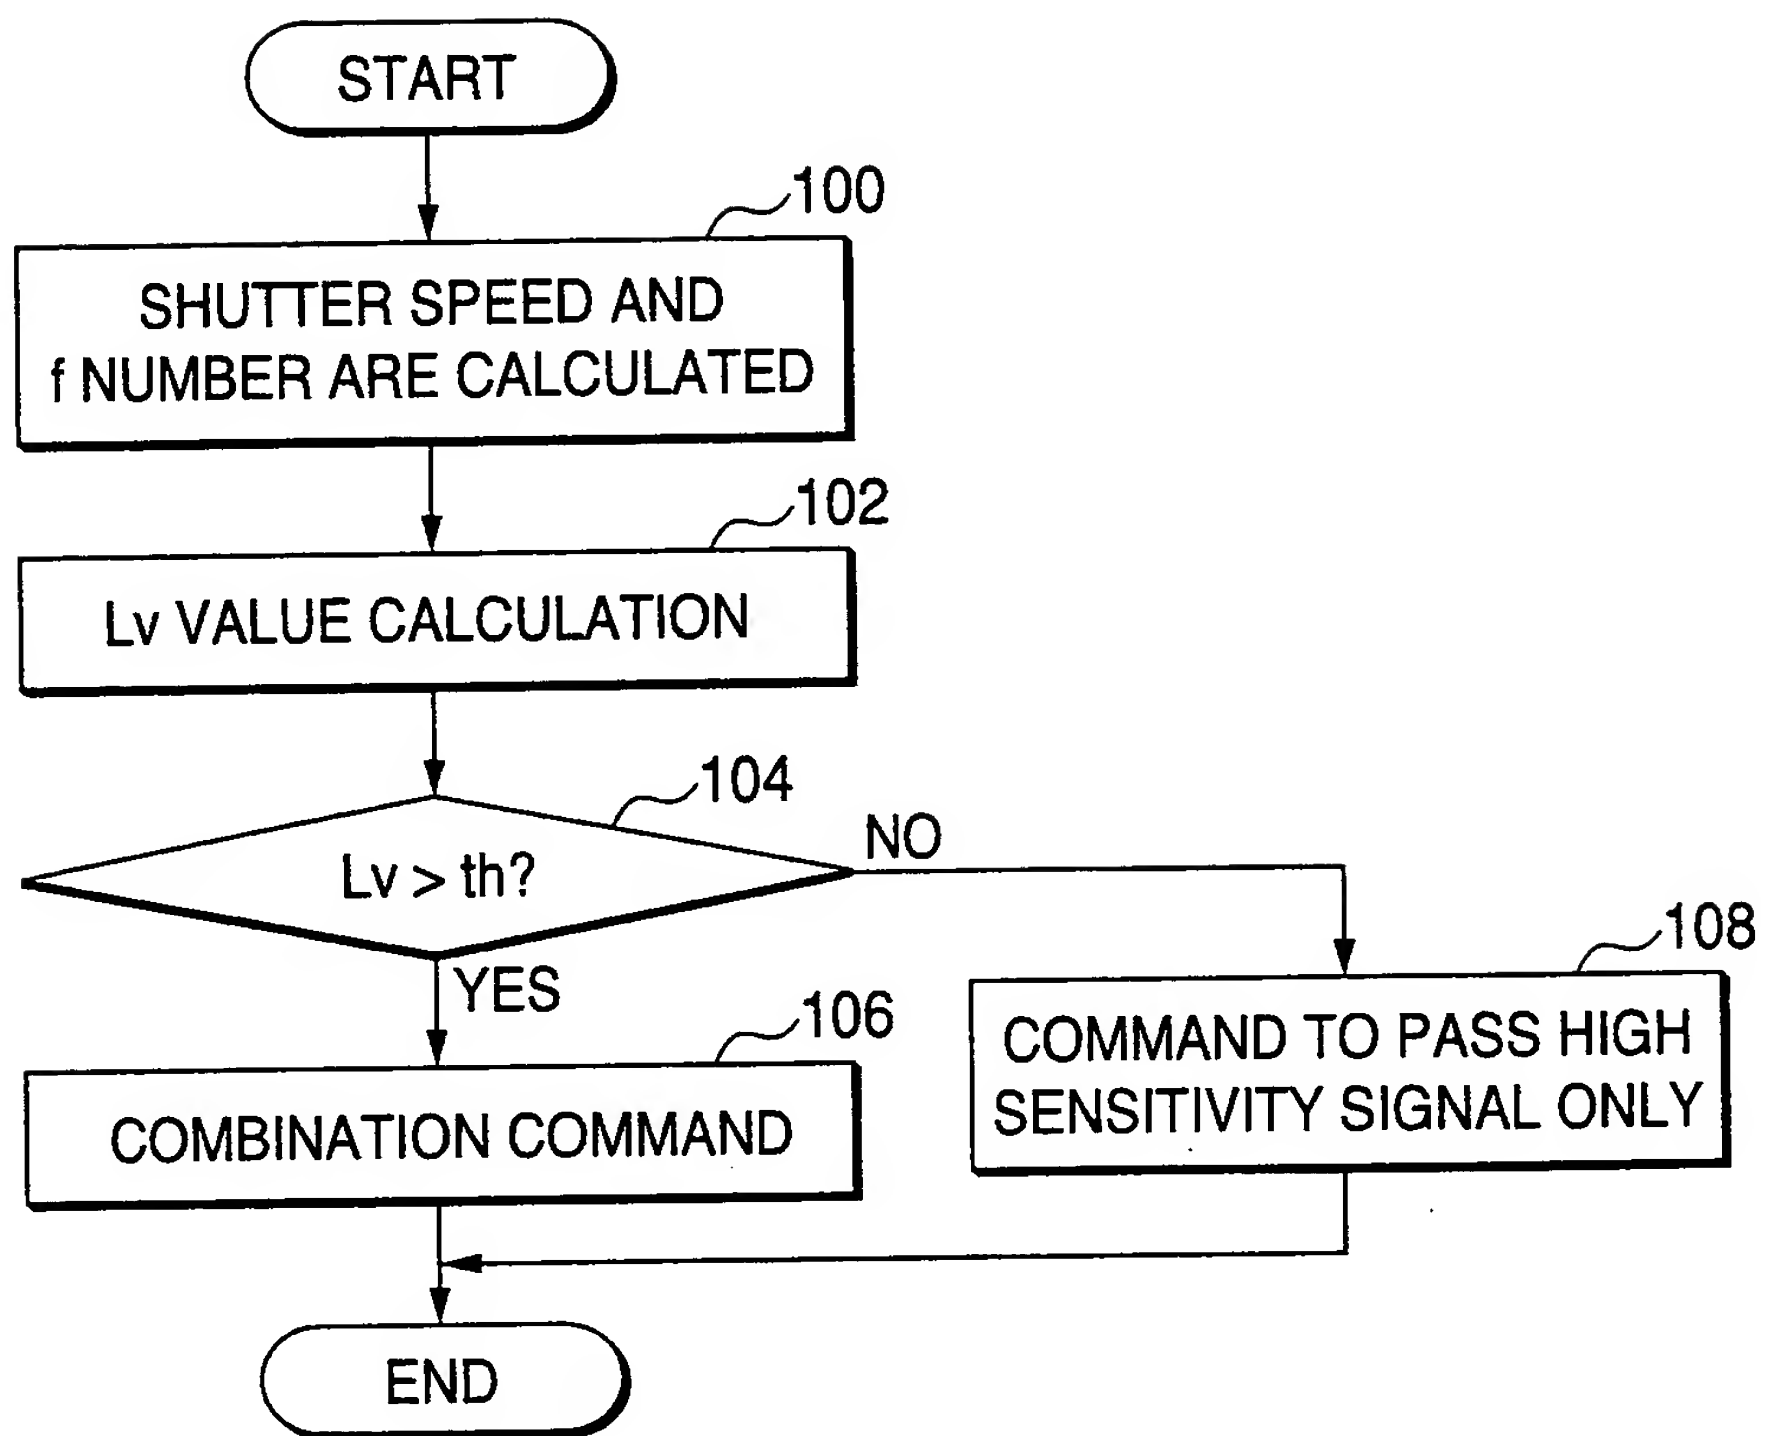 START
100
SHUTTER SPEED AND
f NUMBER ARE CALCULATED
102
Lv VALUE CALCULATION
104
Lv > th?
NO
YES
108
COMMAND TO PASS HIGH
SENSITIVITY SIGNAL ONLY
106
COMBINATION COMMAND
END